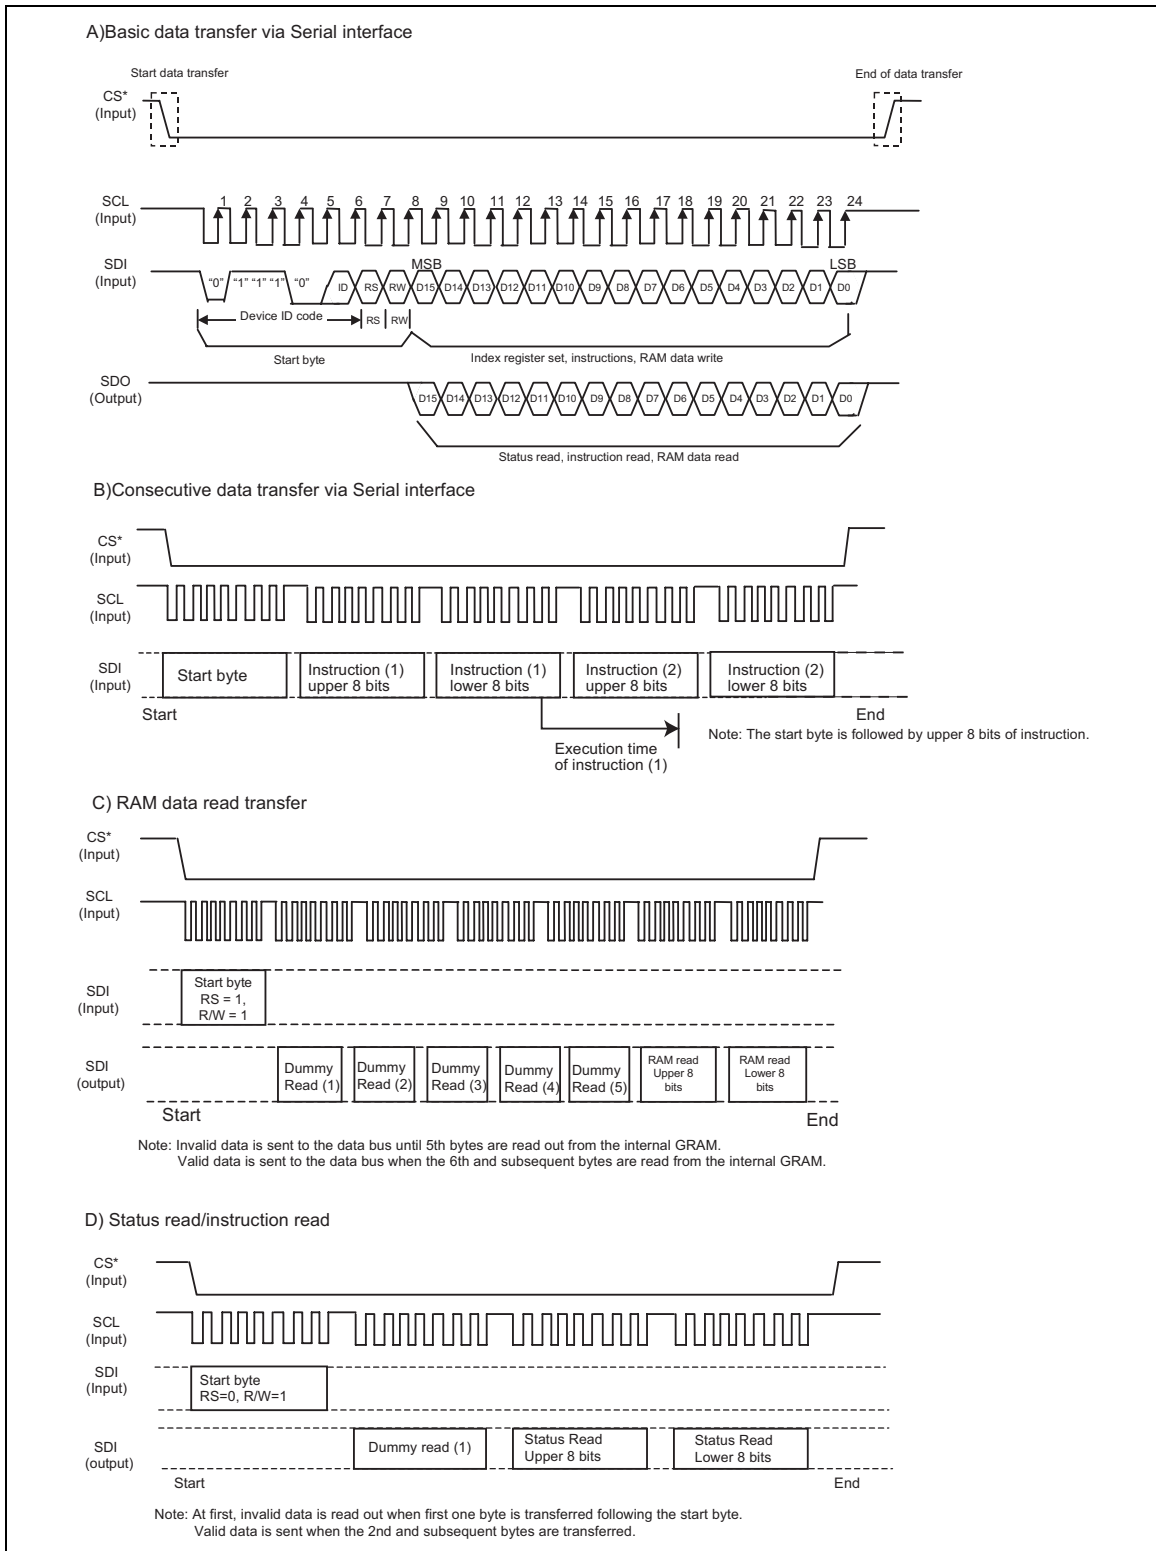 A)Basic data transfer via Serial interface
Start data transfer
End of data transfer
CS*
(Input)
SCL
(Input)
1 2 3 4 5 6 7 8 9 10 11 12 13 14 15 16 17 18 19 20 21 22 23 24
SDI
(Input)
MSB
LSB
"0" "1" "1" "1" "0" ID RS RW D15 D14 D13 D12 D11 D10 D9 D8 D7 D6 D5 D4 D3 D2 D1 D0
Device ID code RS RW
Start byte
Index register set, instructions, RAM data write
SDO
(Output)
D15 D14 D13 D12 D11 D10 D9 D8 D7 D6 D5 D4 D3 D2 D1 D0
Status read, instruction read, RAM data read
B)Consecutive data transfer via Serial interface
CS*
(Input)
SCL
(Input)
SDI
(Input)
Start byte
Instruction (1)
upper 8 bits
Instruction (1)
lower 8 bits
Instruction (2)
upper 8 bits
Instruction (2)
lower 8 bits
Start
End
Execution time
of instruction (1)
Note: The start byte is followed by upper 8 bits of instruction.
C) RAM data read transfer
CS*
(Input)
SCL
(Input)
SDI
(Input)
Start byte
RS = 1,
R/W = 1
SDI
(output)
Dummy
Read (1)
Dummy
Read (2)
Dummy
Read (3)
Dummy
Read (4)
Dummy
Read (5)
RAM read
Upper 8
bits
RAM read
Lower 8
bits
Start
End
Note: Invalid data is sent to the data bus until 5th bytes are read out from the internal GRAM.
Valid data is sent to the data bus when the 6th and subsequent bytes are read from the internal GRAM.
D) Status read/instruction read
CS*
(Input)
SCL
(Input)
SDI
(Input)
Start byte
RS=0, R/W=1
SDI
(output)
Dummy read (1)
Status Read
Upper 8 bits
Status Read
Lower 8 bits
Start
End
Note: At first, invalid data is read out when first one byte is transferred following the start byte.
Valid data is sent when the 2nd and subsequent bytes are transferred.